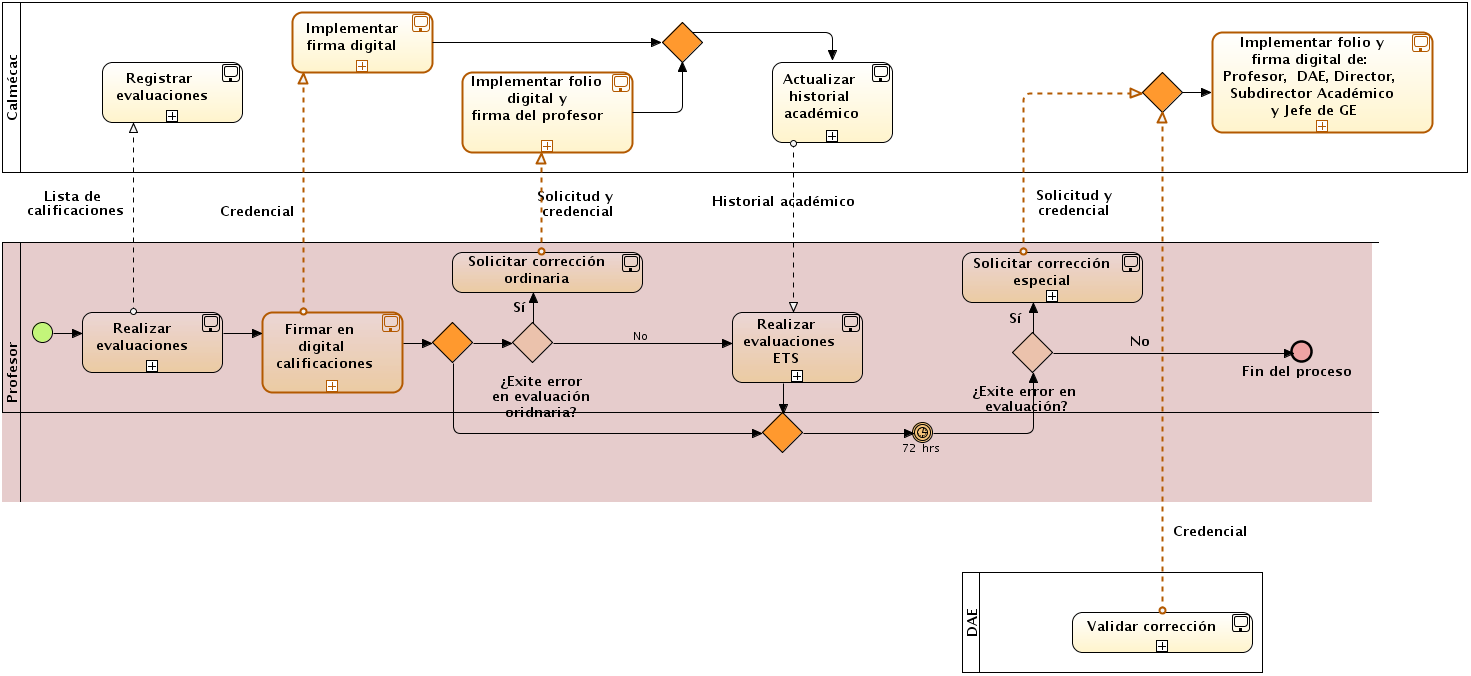 Calmécac
Registrar
evaluaciones
Implementar
firma digital
Implementar folio
digital y
firma del profesor
Actualizar
historial
académico
Implementar folio y
firma digital de:
Profesor, DAE, Director,
Subdirector Académico
y Jefe de GE
Lista de
calificaciones
Credencial
Solicitud y
credencial
Historial académico
Solicitud y
credencial
Profesor
Realizar
evaluaciones
Firmar en
digital
calificaciones
Solicitar corrección
ordinaria
Sí
No
¿Exite error
en evaluación
oridnaria?
Realizar
evaluaciones
ETS
72 hrs
Solicitar corrección
especial
Sí
No
¿Exite error en
evaluación?
Fin del proceso
Credencial
DAE
Validar corrección